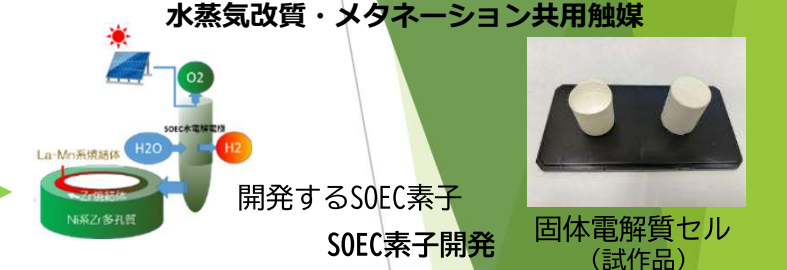 水蒸気改質・メタネーション共用触媒
O2
SOEC水電解電極
H2O
H2
La-Mn系焼結体
Ni系Zr多孔質
開発するSOEC素子
SOEC素子開発
固体電解質セル
(試作品)